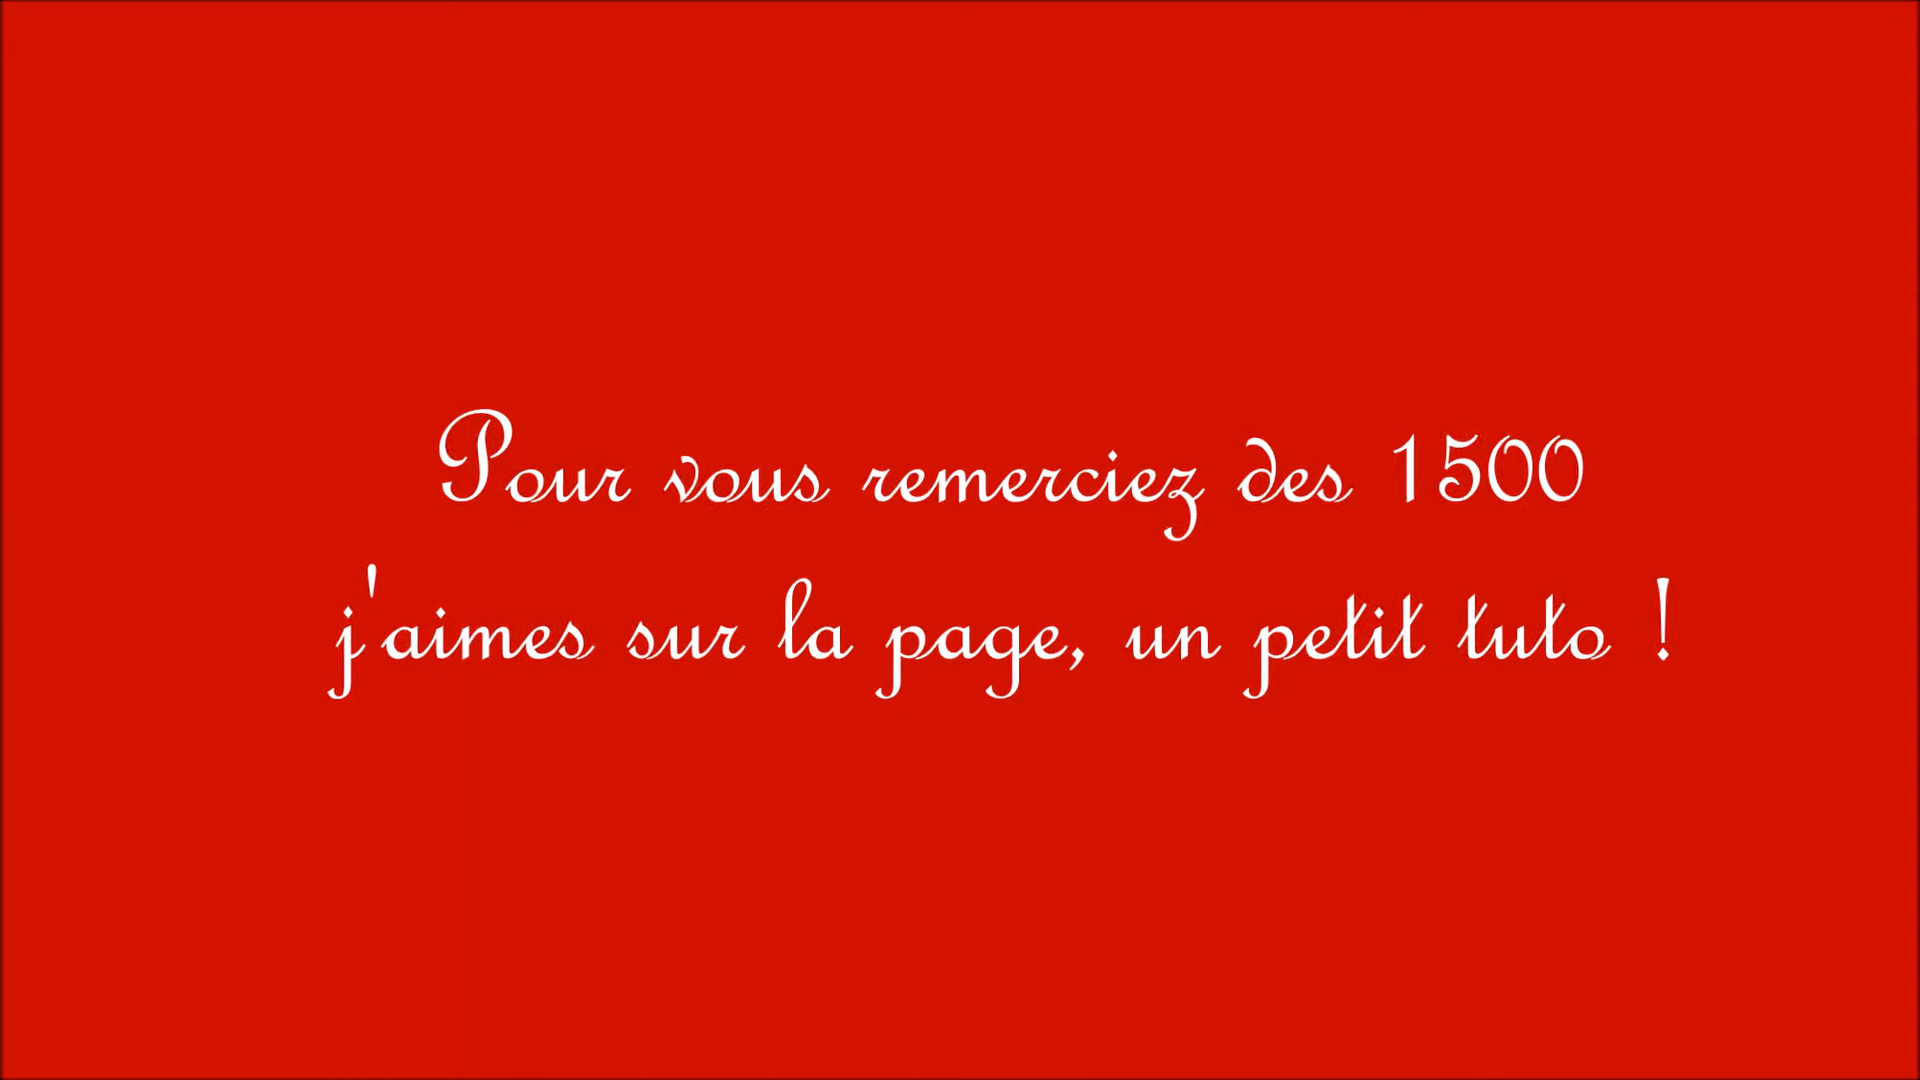 Pour vous remerciez des 1500
j'aimes sur la page, un petit tuto !